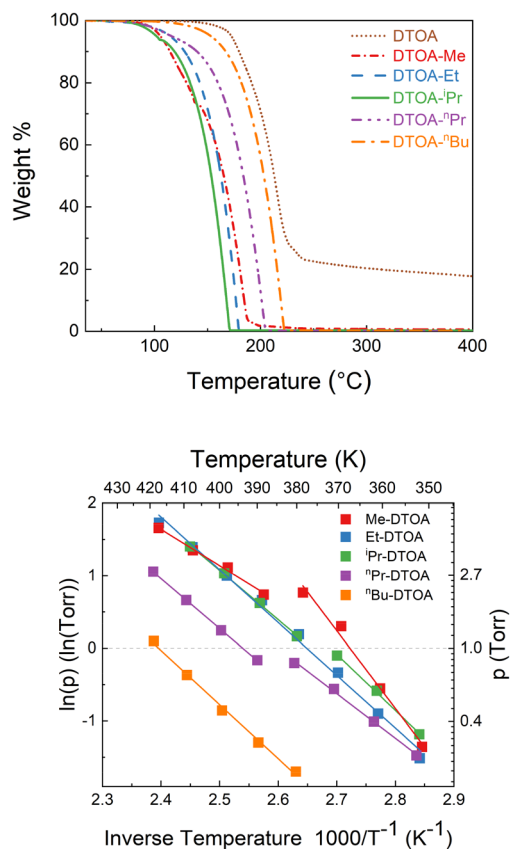 100
80
60
40
20
0
Weight %
DTOA
DTOA-Me
DTOA-Et
DTOA-ⁱPr
DTOA-ⁿPr
DTOA-ⁿBu
100 200 300 400
Temperature (°C)
Temperature (K)
430 420 410 400 390 380 370 360 350
2
1
0
-1
ln(p) (ln(Torr))
Me-DTOA
Et-DTOA
ⁱPr-DTOA
ⁿPr-DTOA
ⁿBu-DTOA
2.7
1.0
0.4
p (Torr)
2.3 2.4 2.5 2.6 2.7 2.8 2.9
Inverse Temperature 1000/T⁻¹ (K⁻¹)